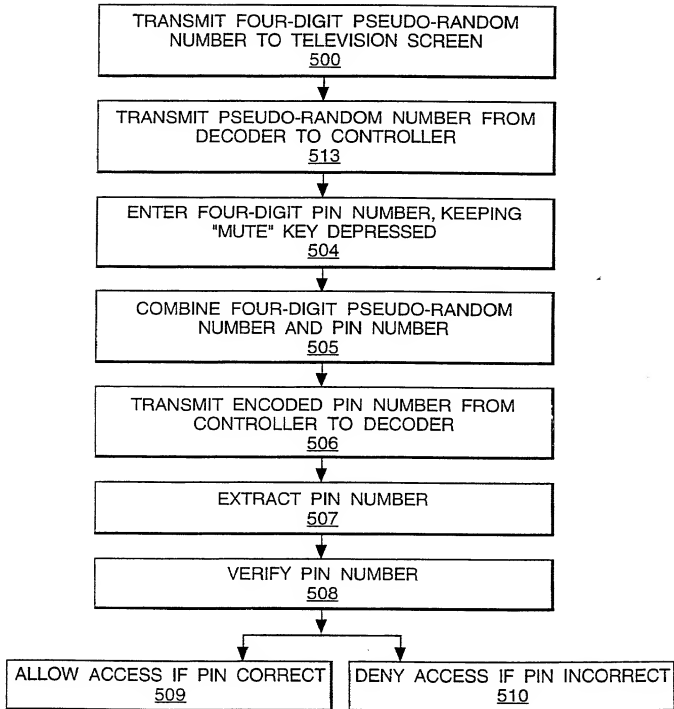 TRANSMIT FOUR-DIGIT PSEUDO-RANDOM
NUMBER TO TELEVISION SCREEN
500
TRANSMIT PSEUDO-RANDOM NUMBER FROM
DECODER TO CONTROLLER
513
ENTER FOUR-DIGIT PIN NUMBER, KEEPING
"MUTE" KEY DEPRESSED
504
COMBINE FOUR-DIGIT PSEUDO-RANDOM
NUMBER AND PIN NUMBER
505
TRANSMIT ENCODED PIN NUMBER FROM
CONTROLLER TO DECODER
506
EXTRACT PIN NUMBER
507
VERIFY PIN NUMBER
508
ALLOW ACCESS IF PIN CORRECT
509
DENY ACCESS IF PIN INCORRECT
510